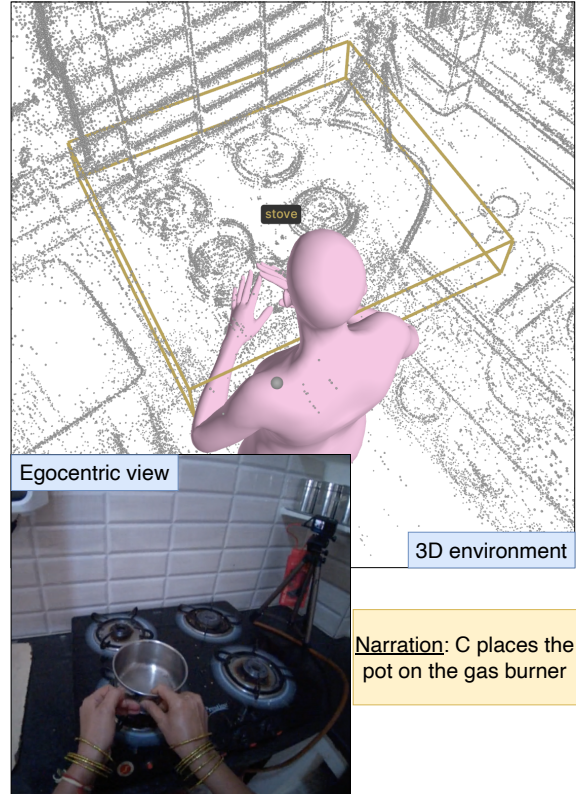 stove
Egocentric view
3D environment
Narration: C places the
pot on the gas burner